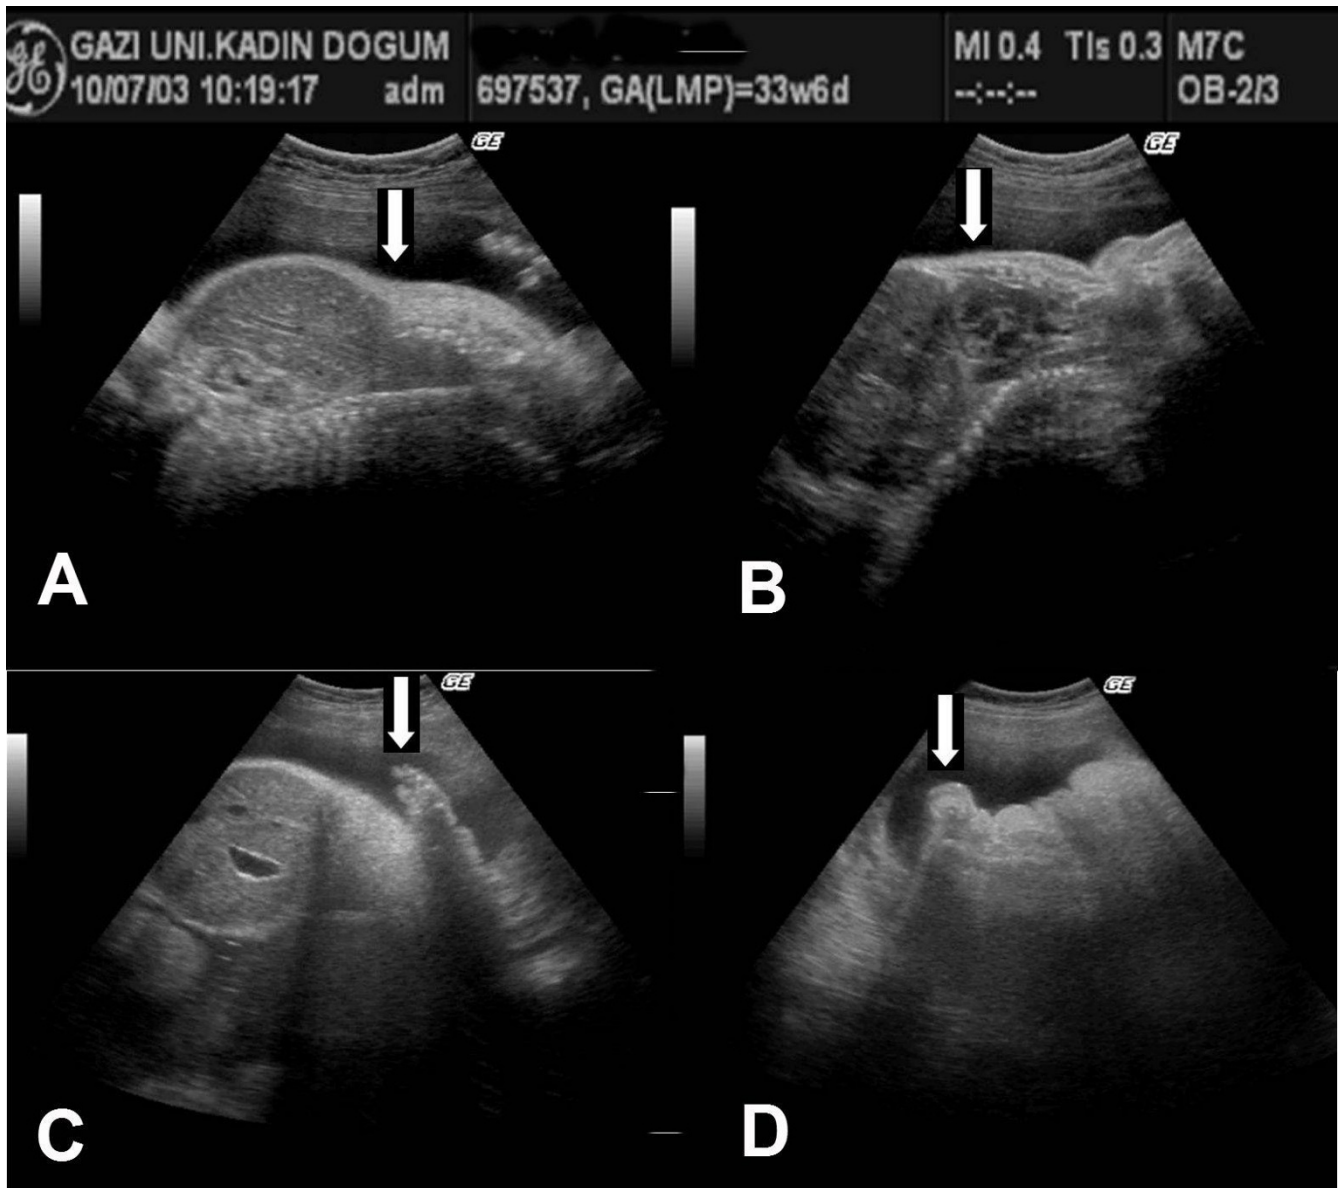 GAZI UNI.KADIN DOGUM
10/07/03 10:19:17 adm
697537, GA(LMP)=33w6d
MI 0.4 TIs 0.3
--:--:--
M7C
OB-2/3
GE
GE
A
B
GE
GE
C
D